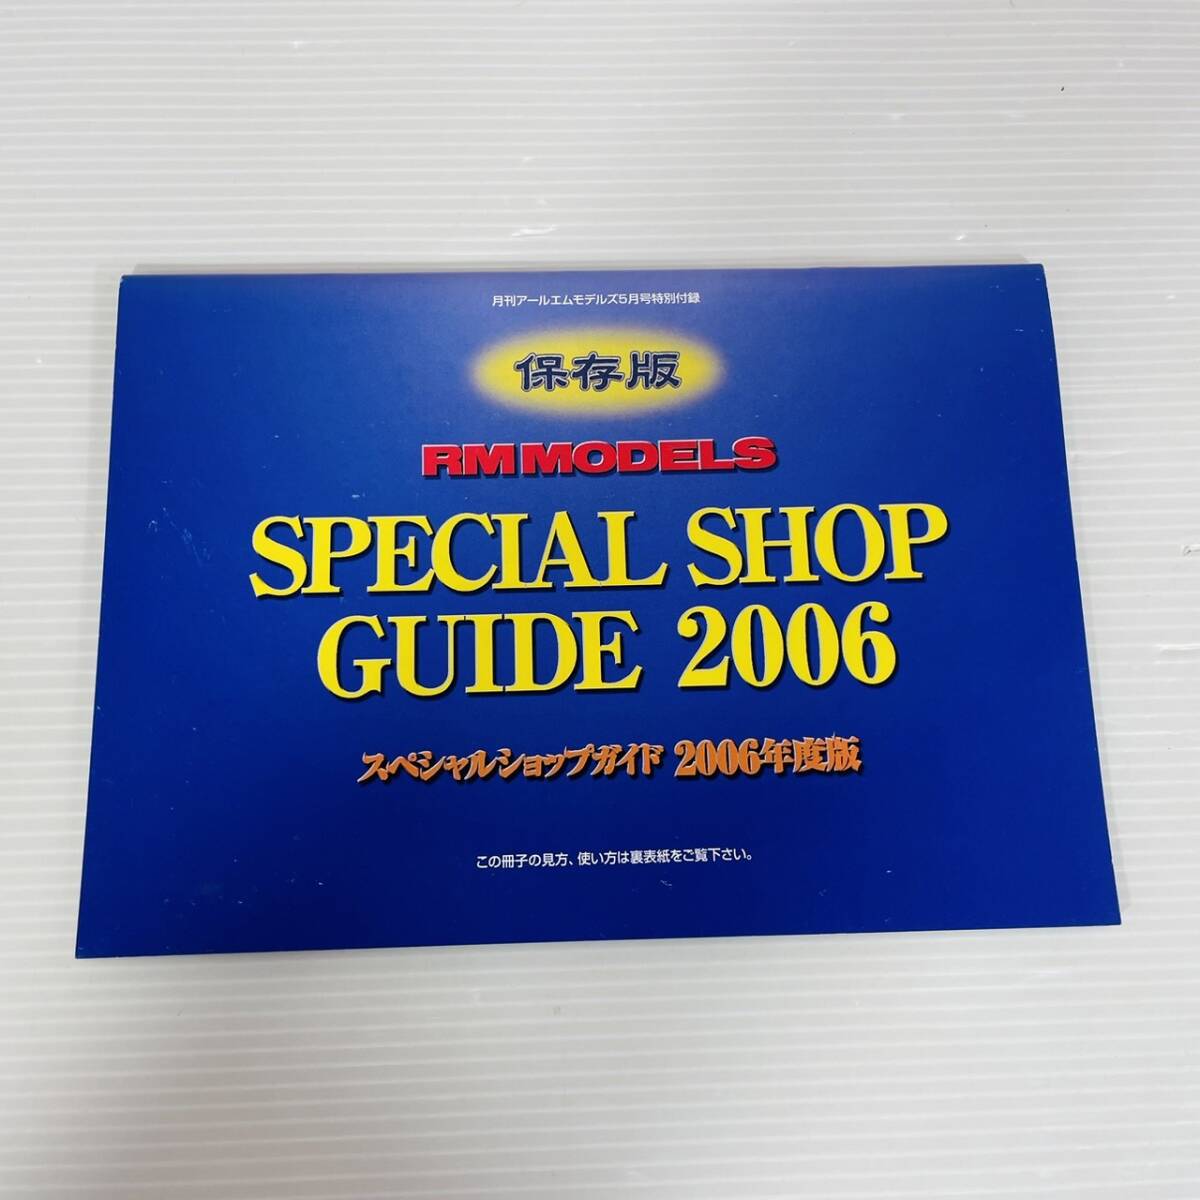 月刊アールエムモデルズ5月号特別付録
保存版
RM MODELS
SPECIAL SHOP
GUIDE 2006
スペシャルショップガイド 2006年度版
この冊子の見方、使い方は裏表紙をご覧下さい。